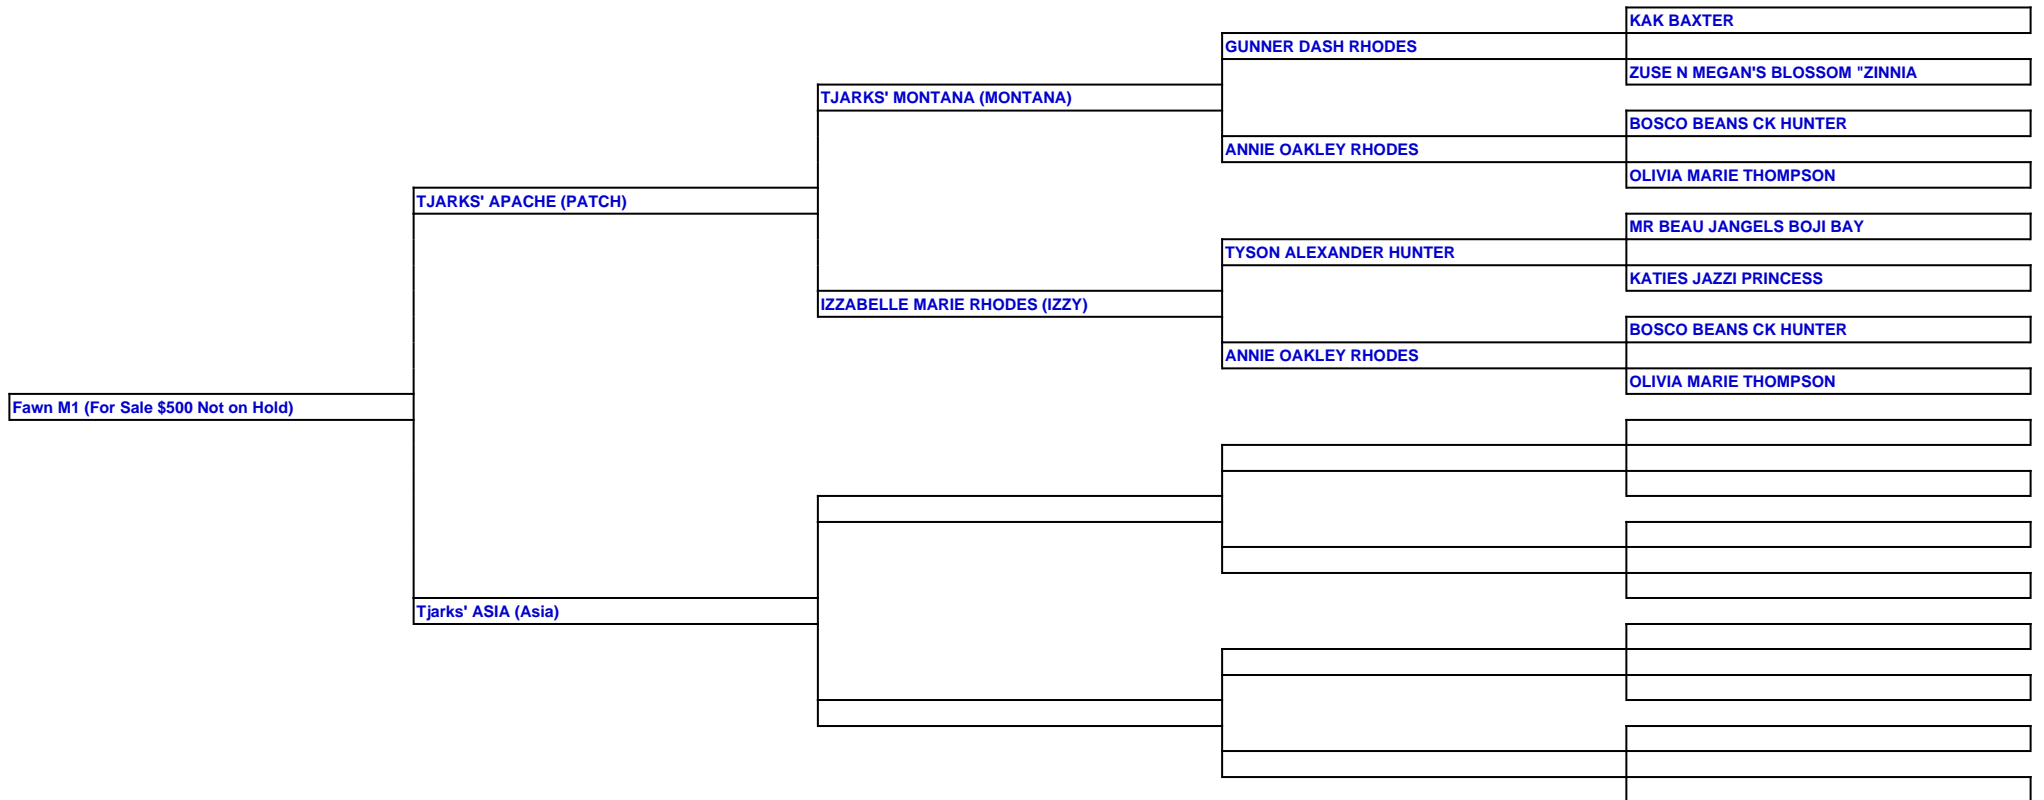 KAK BAXTER
GUNNER DASH RHODES
ZUSE N MEGAN'S BLOSSOM "ZINNIA
TJARKS' MONTANA (MONTANA)
BOSCO BEANS CK HUNTER
ANNIE OAKLEY RHODES
OLIVIA MARIE THOMPSON
TJARKS' APACHE (PATCH)
MR BEAU JANGELS BOJI BAY
TYSON ALEXANDER HUNTER
KATIES JAZZI PRINCESS
IZZABELLE MARIE RHODES (IZZY)
BOSCO BEANS CK HUNTER
ANNIE OAKLEY RHODES
OLIVIA MARIE THOMPSON
Fawn M1 (For Sale $500 Not on Hold)
Tjarks' ASIA (Asia)